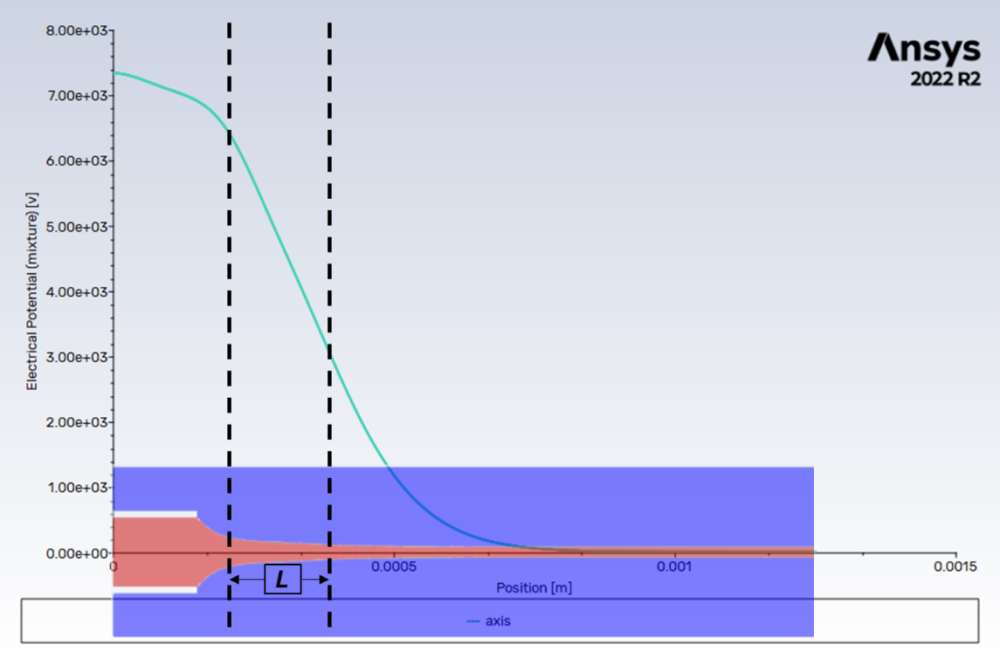 Ansys
2022 R2
8.00e+03
7.00e+03
6.00e+03
5.00e+03
4.00e+03
3.00e+03
2.00e+03
1.00e+03
0.00e+00
Electrical Potential (mixture) [v]
0
0.0005
0.001
0.0015
L
Position [m]
axis